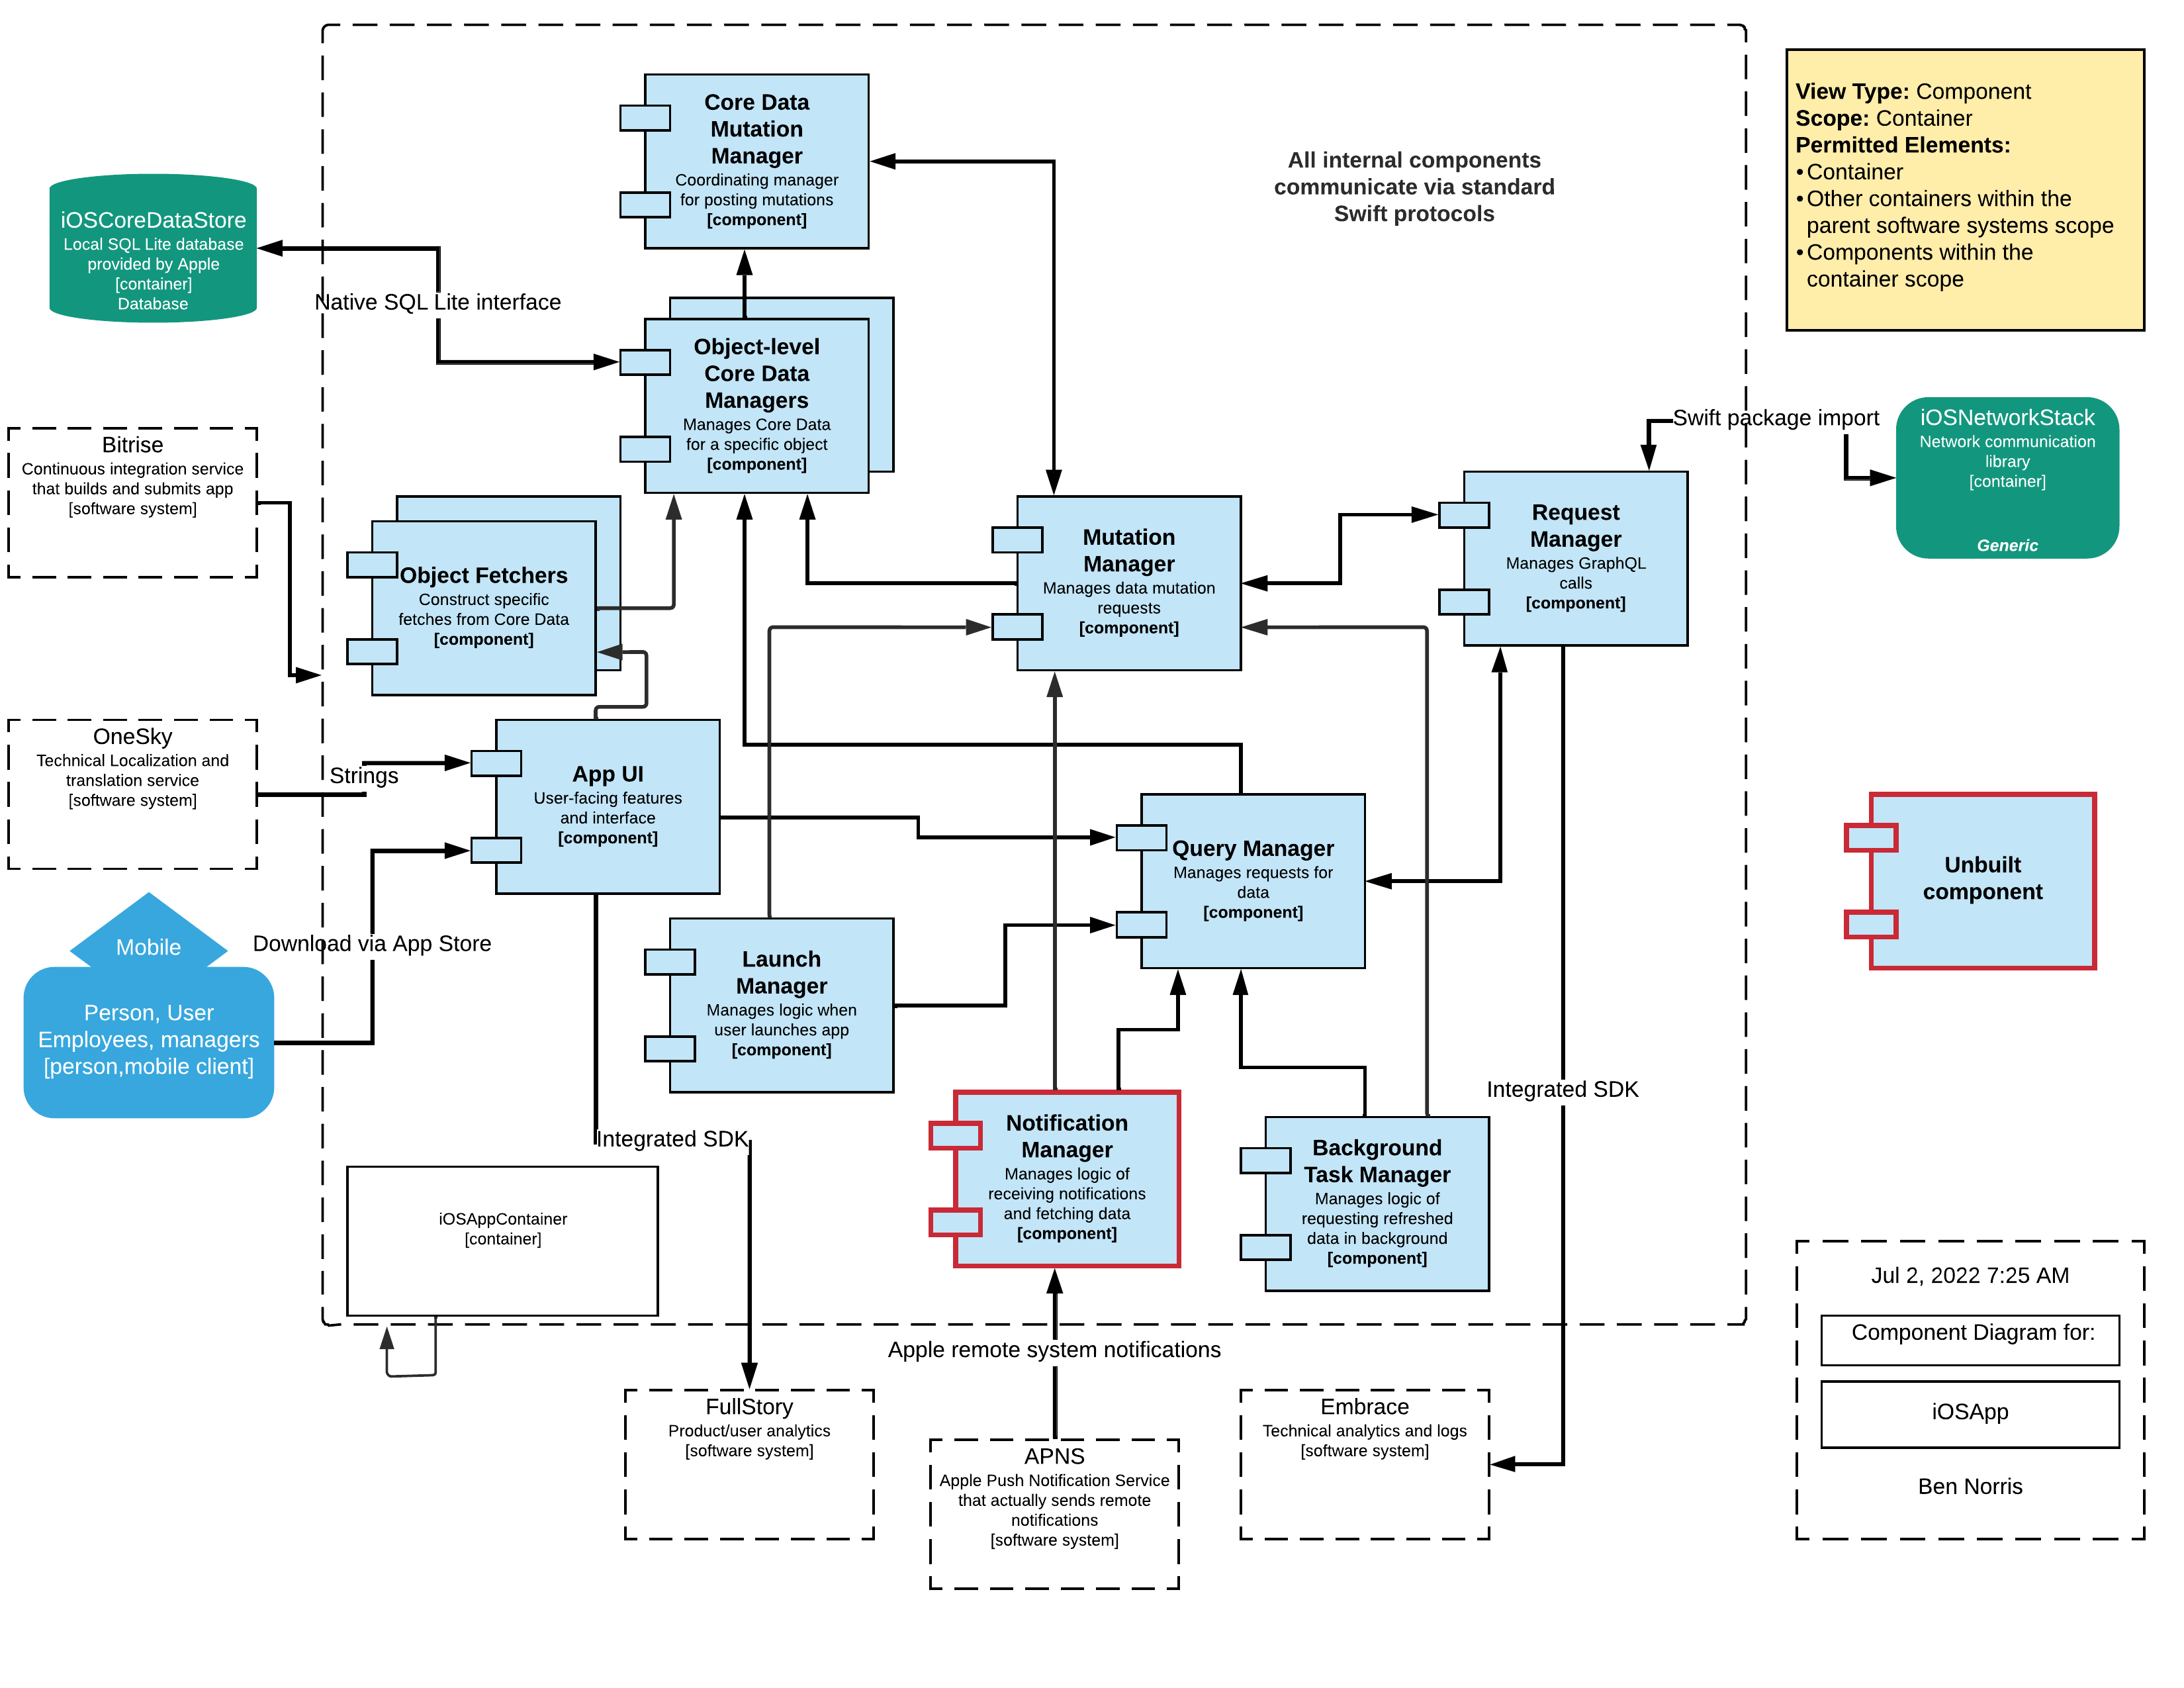 Core Data
Mutation
Manager
Coordinating manager
for posting mutations
[component]
All internal components
communicate via standard
Swift protocols
View Type: Component
Scope: Container
Permitted Elements:
• Container
• Other containers within the
parent software systems scope
• Components within the
container scope
iOSCoreDataStore
Local SQL Lite database
provided by Apple
[container]
Database
Native SQL Lite interface
Object-level
Core Data
Managers
Manages Core Data
for a specific object
[component]
Bitrise
Continuous integration service
that builds and submits app
[software system]
Swift package import
iOSNetworkStack
Network communication
library
[container]
Generic
Object Fetchers
Construct specific
fetches from Core Data
[component]
Mutation
Manager
Manages data mutation
requests
[component]
Request
Manager
Manages GraphQL
calls
[component]
OneSky
Technical Localization and
translation service
[software system]
Strings
App UI
User-facing features
and interface
[component]
Query Manager
Manages requests for
data
[component]
Unbuilt
component
Mobile
Person, User
Employees, managers
[person,mobile client]
Download via App Store
Launch
Manager
Manages logic when
user launches app
[component]
Integrated SDK
Integrated SDK
Notification
Manager
Manages logic of
receiving notifications
and fetching data
[component]
Background
Task Manager
Manages logic of
requesting refreshed
data in background
[component]
iOSAppContainer
[container]
Apple remote system notifications
FullStory
Product/user analytics
[software system]
APNS
Apple Push Notification Service
that actually sends remote
notifications
[software system]
Embrace
Technical analytics and logs
[software system]
Jul 2, 2022 7:25 AM
Component Diagram for:
iOSApp
Ben Norris